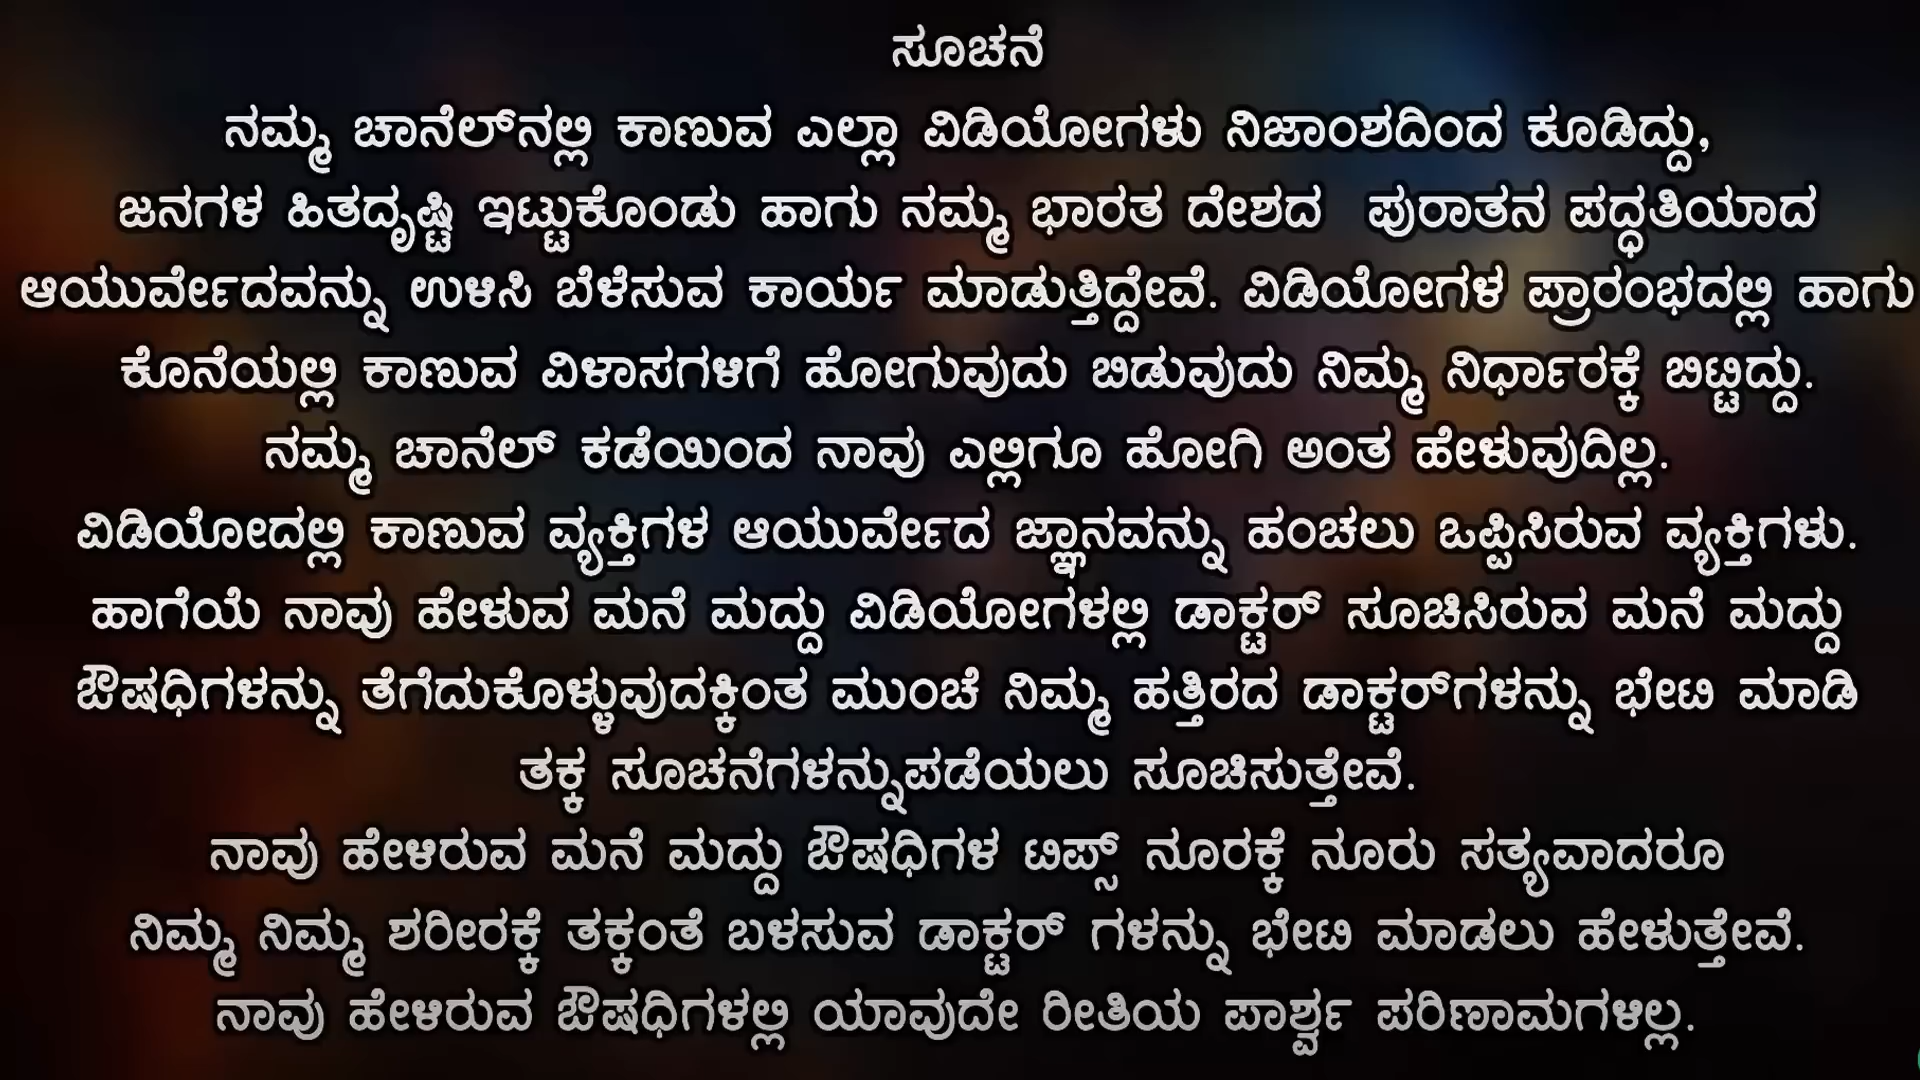 ಸೂಚನೆ
ನಮ್ಮ ಚಾನೆಲ್‌ನಲ್ಲಿ ಕಾಣುವ ಎಲ್ಲಾ ವಿಡಿಯೋಗಳು ನಿಜಾಂಶದಿಂದ ಕೂಡಿದ್ದು,
ಜನಗಳ ಹಿತದೃಷ್ಟಿ ಇಟ್ಟುಕೊಂಡು ಹಾಗು ನಮ್ಮ ಭಾರತ ದೇಶದ ಪುರಾತನ ಪದ್ಧತಿಯಾದ
ಆಯುರ್ವೇದವನ್ನು ಉಳಿಸಿ ಬೆಳೆಸುವ ಕಾರ್ಯ ಮಾಡುತ್ತಿದ್ದೇವೆ. ವಿಡಿಯೋಗಳ ಪ್ರಾರಂಭದಲ್ಲಿ ಹಾಗು
ಕೊನೆಯಲ್ಲಿ ಕಾಣುವ ವಿಳಾಸಗಳಿಗೆ ಹೋಗುವುದು ಬಿಡುವುದು ನಿಮ್ಮ ನಿರ್ಧಾರಕ್ಕೆ ಬಿಟ್ಟಿದ್ದು.
ನಮ್ಮ ಚಾನೆಲ್ ಕಡೆಯಿಂದ ನಾವು ಎಲ್ಲಿಗೂ ಹೋಗಿ ಅಂತ ಹೇಳುವುದಿಲ್ಲ.
ವಿಡಿಯೋದಲ್ಲಿ ಕಾಣುವ ವ್ಯಕ್ತಿಗಳ ಆಯುರ್ವೇದ ಜ್ಞಾನವನ್ನು ಹಂಚಲು ಒಪ್ಪಿಸಿರುವ ವ್ಯಕ್ತಿಗಳು.
ಹಾಗೆಯೆ ನಾವು ಹೇಳುವ ಮನೆ ಮದ್ದು ವಿಡಿಯೋಗಳಲ್ಲಿ ಡಾಕ್ಟರ್ ಸೂಚಿಸಿರುವ ಮನೆ ಮದ್ದು
ಔಷಧಿಗಳನ್ನು ತೆಗೆದುಕೊಳ್ಳುವುದಕ್ಕಿಂತ ಮುಂಚೆ ನಿಮ್ಮ ಹತ್ತಿರದ ಡಾಕ್ಟರ್‌ಗಳನ್ನು ಭೇಟಿ ಮಾಡಿ
ತಕ್ಕ ಸೂಚನೆಗಳನ್ನುಪಡೆಯಲು ಸೂಚಿಸುತ್ತೇವೆ.
ನಾವು ಹೇಳಿರುವ ಮನೆ ಮದ್ದು ಔಷಧಿಗಳ ಟಿಪ್ಸ್ ನೂರಕ್ಕೆ ನೂರು ಸತ್ಯವಾದರೂ
ನಿಮ್ಮ ನಿಮ್ಮ ಶರೀರಕ್ಕೆ ತಕ್ಕಂತೆ ಬಳಸುವ ಡಾಕ್ಟರ್ ಗಳನ್ನು ಭೇಟಿ ಮಾಡಲು ಹೇಳುತ್ತೇವೆ.
ನಾವು ಹೇಳಿರುವ ಔಷಧಿಗಳಲ್ಲಿ ಯಾವುದೇ ರೀತಿಯ ಪಾರ್ಶ್ವ ಪರಿಣಾಮಗಳಿಲ್ಲ.